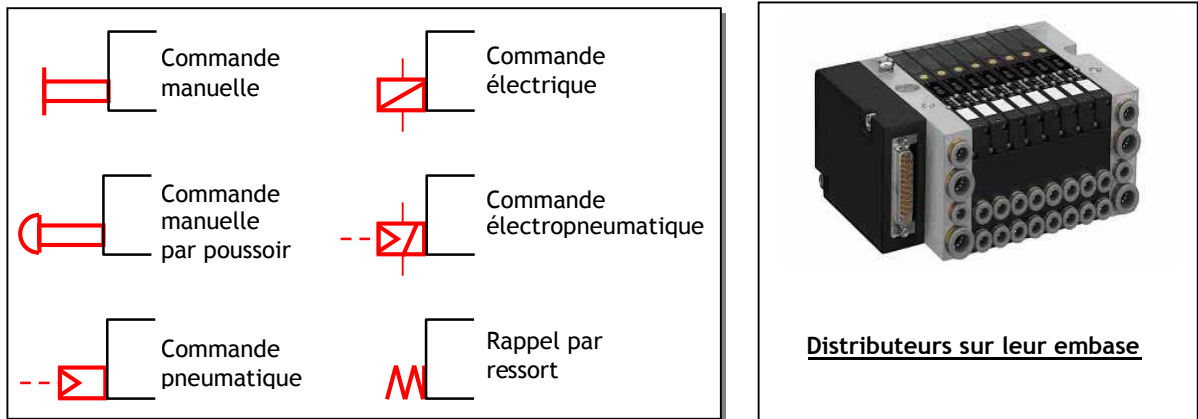 Commande
manuelle
Commande
électrique
Commande
manuelle
par poussoir
Commande
électropneumatique
Commande
pneumatique
Rappel par
ressort
Distributeurs sur leur embase